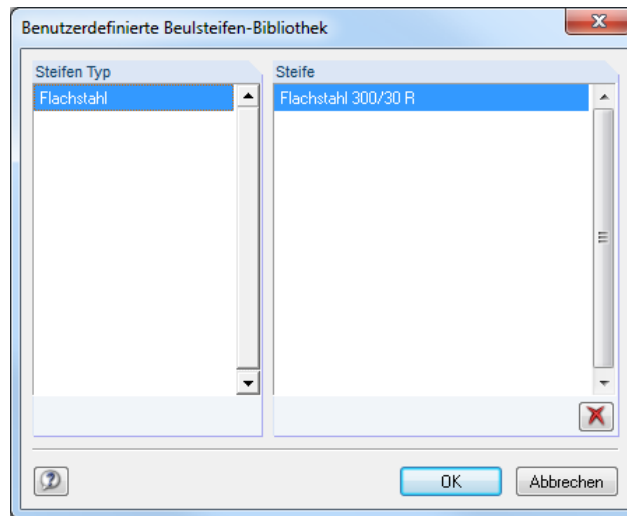 Benutzerdefinierte Beulsteifen-Bibliothek
Steifen Typ
Flachstahl
Steife
Flachstahl 300/30 R
OK
Abbrechen